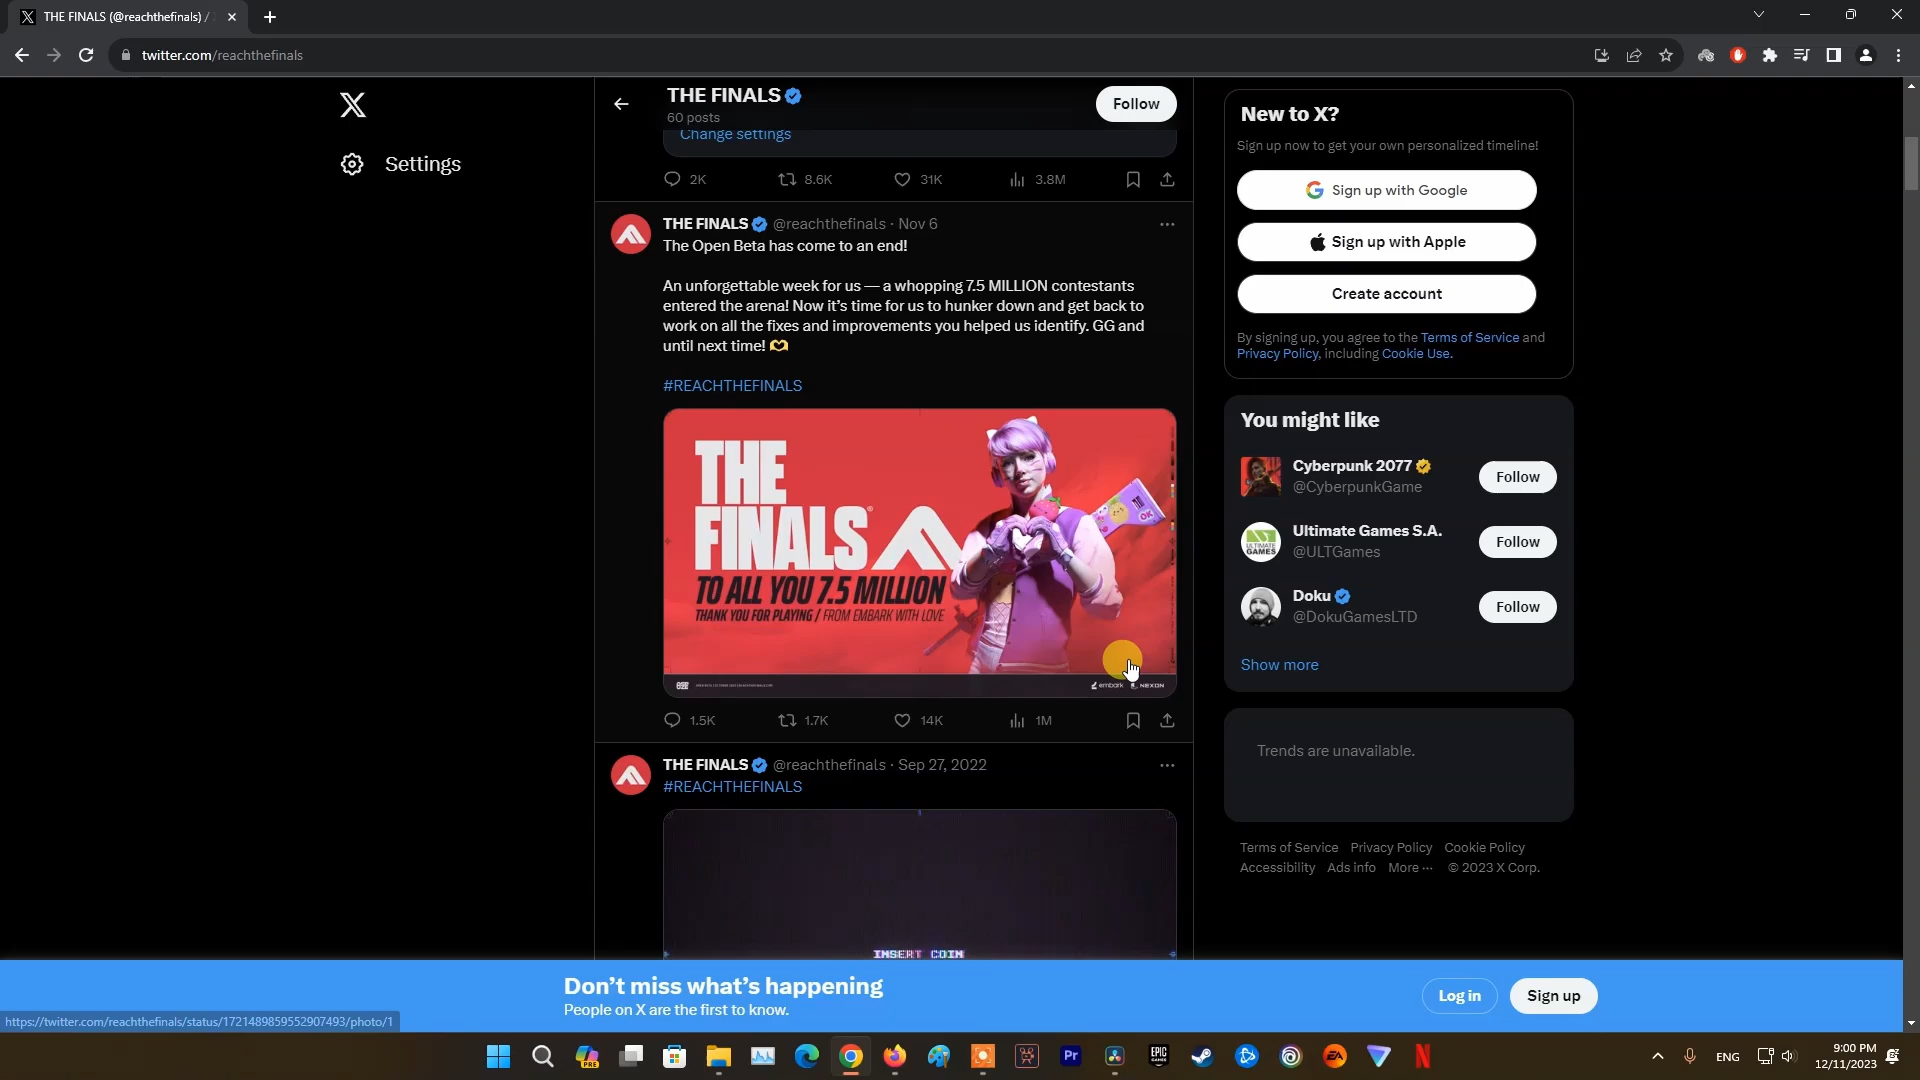 THE FINALS (@reachthefinals) /
twitter.com/reachthefinals
Settings
THE FINALS
60 posts
Follow
Change settings
2K 8.6K 31K 3.8M
THE FINALS @reachthefinals · Nov 6
The Open Beta has come to an end!
An unforgettable week for us — a whopping 7.5 MILLION contestants
entered the arena! Now it's time for us to hunker down and get back to
work on all the fixes and improvements you helped us identify. GG and
until next time!
#REACHTHEFINALS
THE
FINALS
TO ALL YOU 7.5 MILLION
THANK YOU FOR PLAYING / FROM EMBARK WITH LOVE
OK
embark NEXON
1.5K 1.7K 14K 1M
THE FINALS @reachthefinals · Sep 27, 2022
#REACHTHEFINALS
INSERT COIN
New to X?
Sign up now to get your own personalized timeline!
Sign up with Google
Sign up with Apple
Create account
By signing up, you agree to the Terms of Service and
Privacy Policy, including Cookie Use.
You might like
Cyberpunk 2077
@CyberpunkGame
Follow
ULTIMATE
GAMES
Ultimate Games S.A.
@ULTGames
Follow
Doku
@DokuGamesLTD
Follow
Show more
Trends are unavailable.
Terms of Service Privacy Policy Cookie Policy
Accessibility Ads info More ··· © 2023 X Corp.
Don't miss what's happening
People on X are the first to know.
Log in
Sign up
https://twitter.com/reachthefinals/status/1721489859552907493/photo/1
PRE
Pr
EPIC
GAMES
EA
N
ENG
9:00 PM
12/11/2023